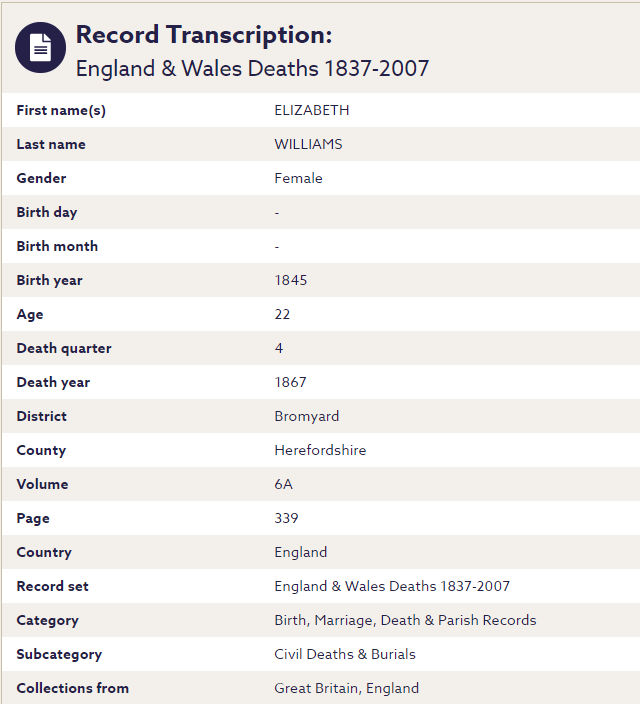 Record Transcription:
England & Wales Deaths 1837-2007
First name(s) ELIZABETH
Last name WILLIAMS
Gender Female
Birth day -
Birth month -
Birth year 1845
Age 22
Death quarter 4
Death year 1867
District Bromyard
County Herefordshire
Volume 6A
Page 339
Country England
Record set England & Wales Deaths 1837-2007
Category Birth, Marriage, Death & Parish Records
Subcategory Civil Deaths & Burials
Collections from Great Britain, England